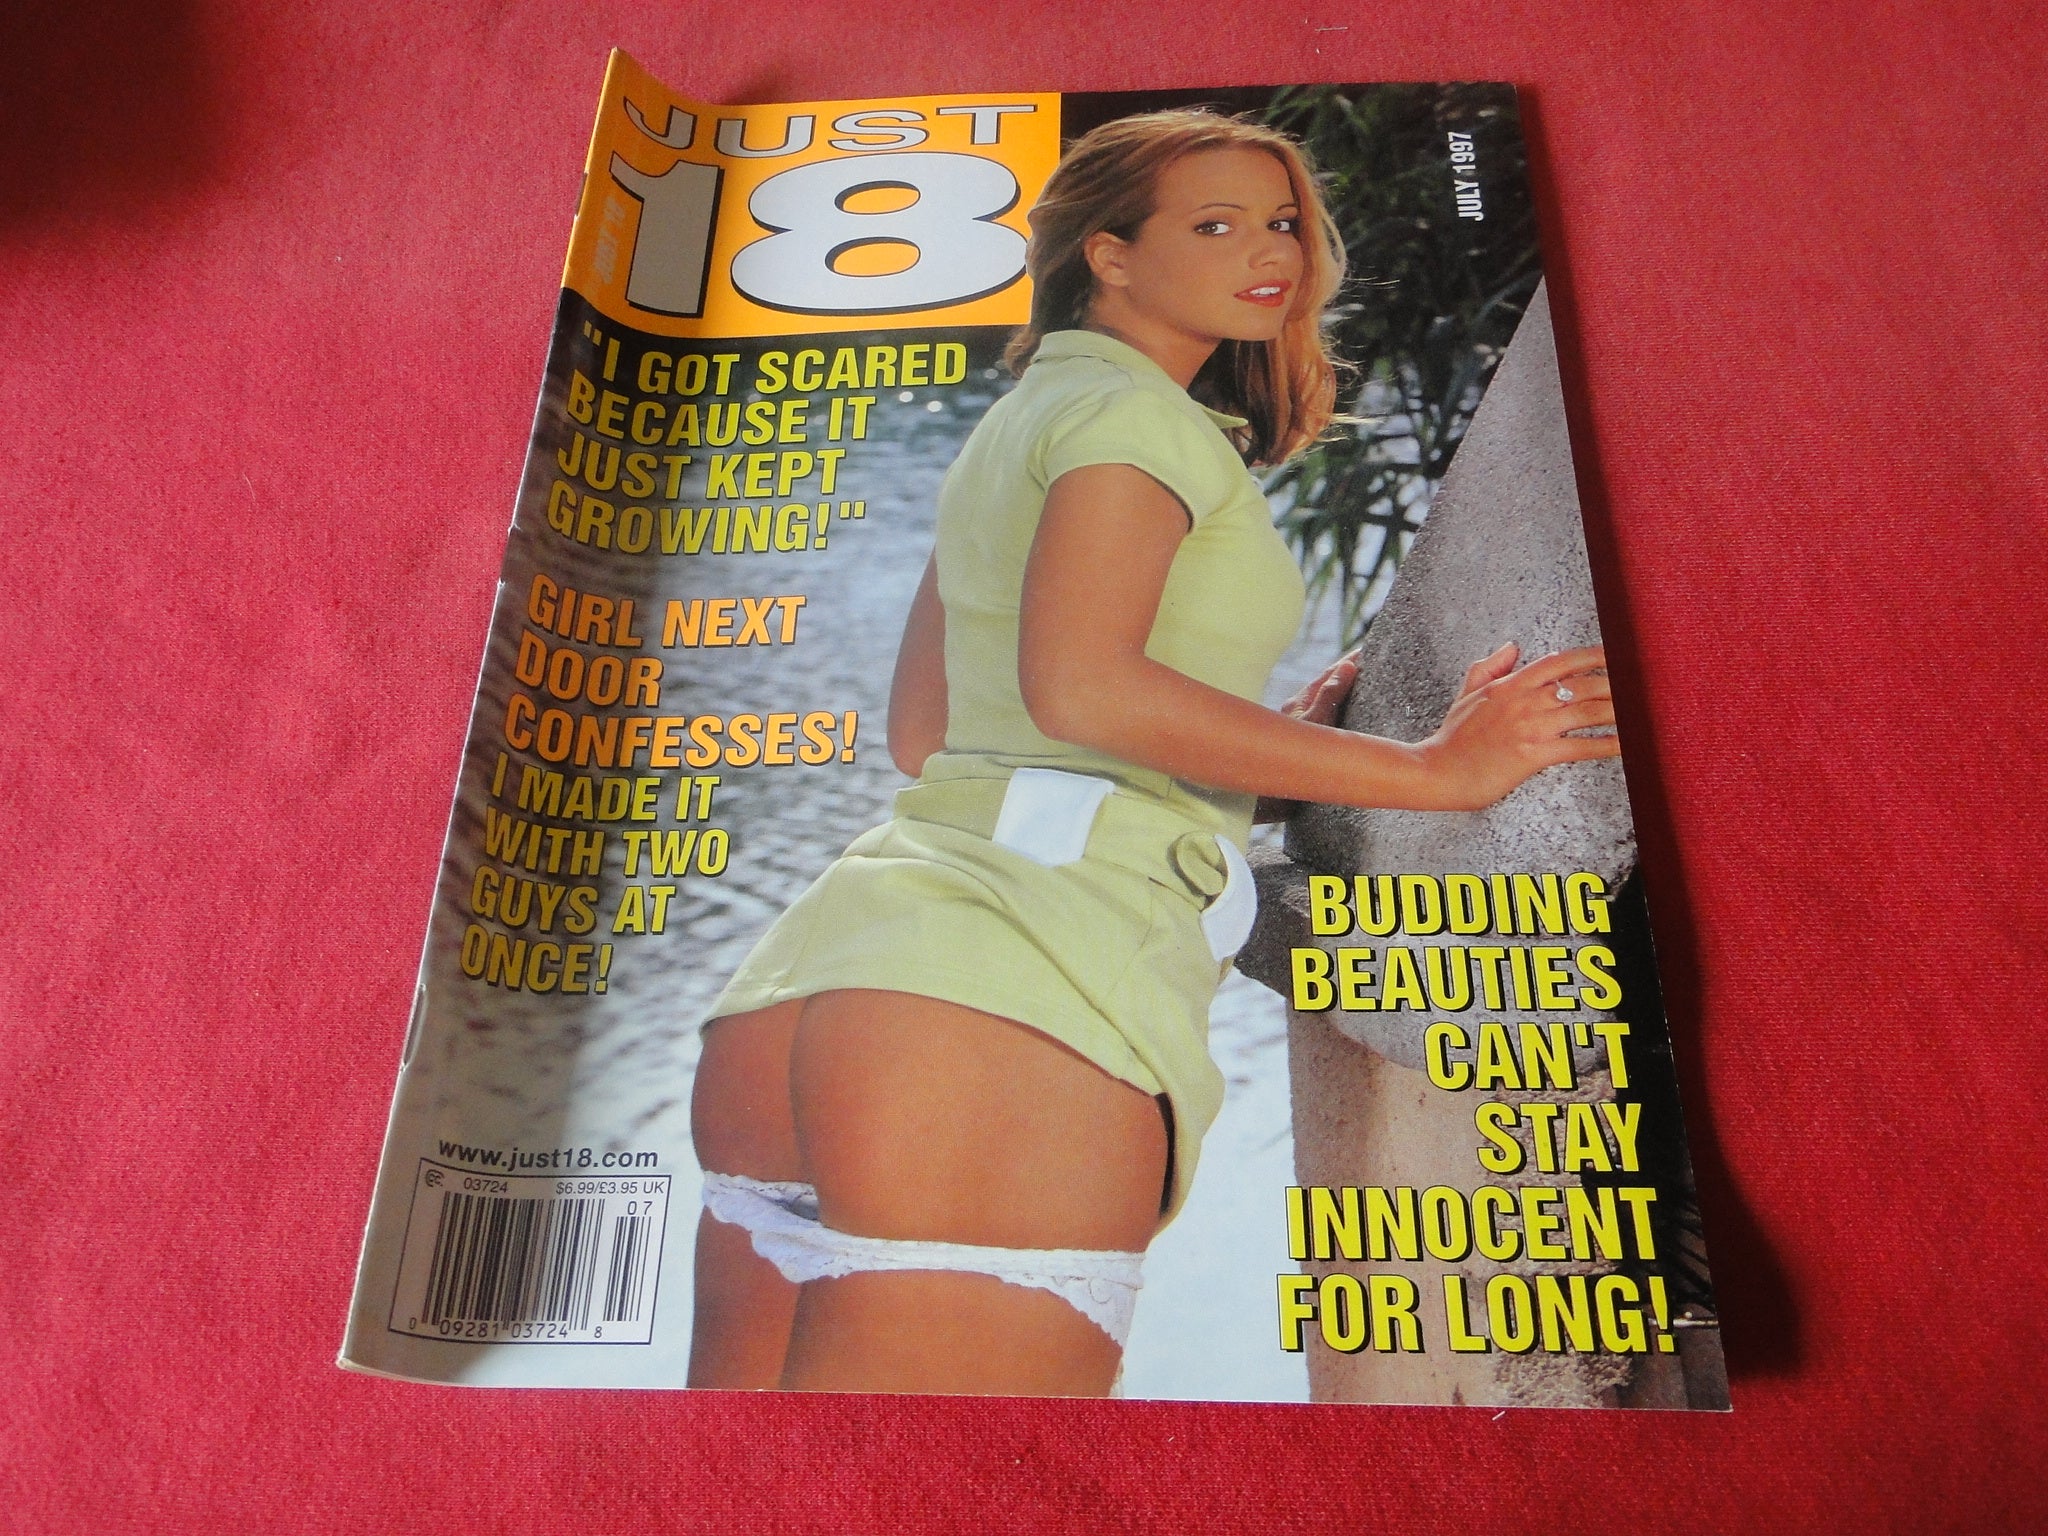 JUST
18
JULY 1997
"I GOT SCARED
BECAUSE IT
JUST KEPT
GROWING!"
GIRL NEXT
DOOR
CONFESSES!
I MADE IT
WITH TWO
GUYS AT
ONCE!
BUDDING
BEAUTIES
CAN'T
STAY
INNOCENT
FOR LONG!
www.just18.com
03724 $6.99/£3.95 UK
07
0 09281 03724 8